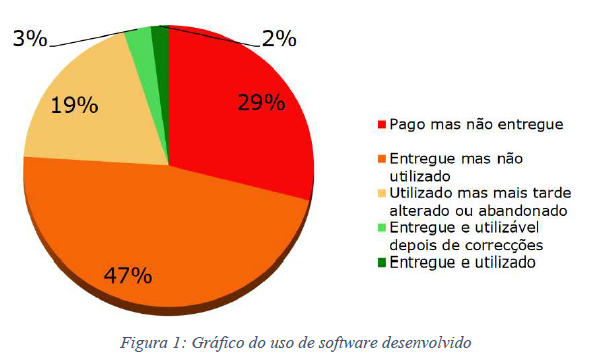 3%
2%
19%
29%
47%
Pago mas não entregue
Entregue mas não
utilizado
Utilizado mas mais tarde
alterado ou abandonado
Entregue e utilizável
depois de correcções
Entregue e utilizado
Figura 1: Gráfico do uso de software desenvolvido